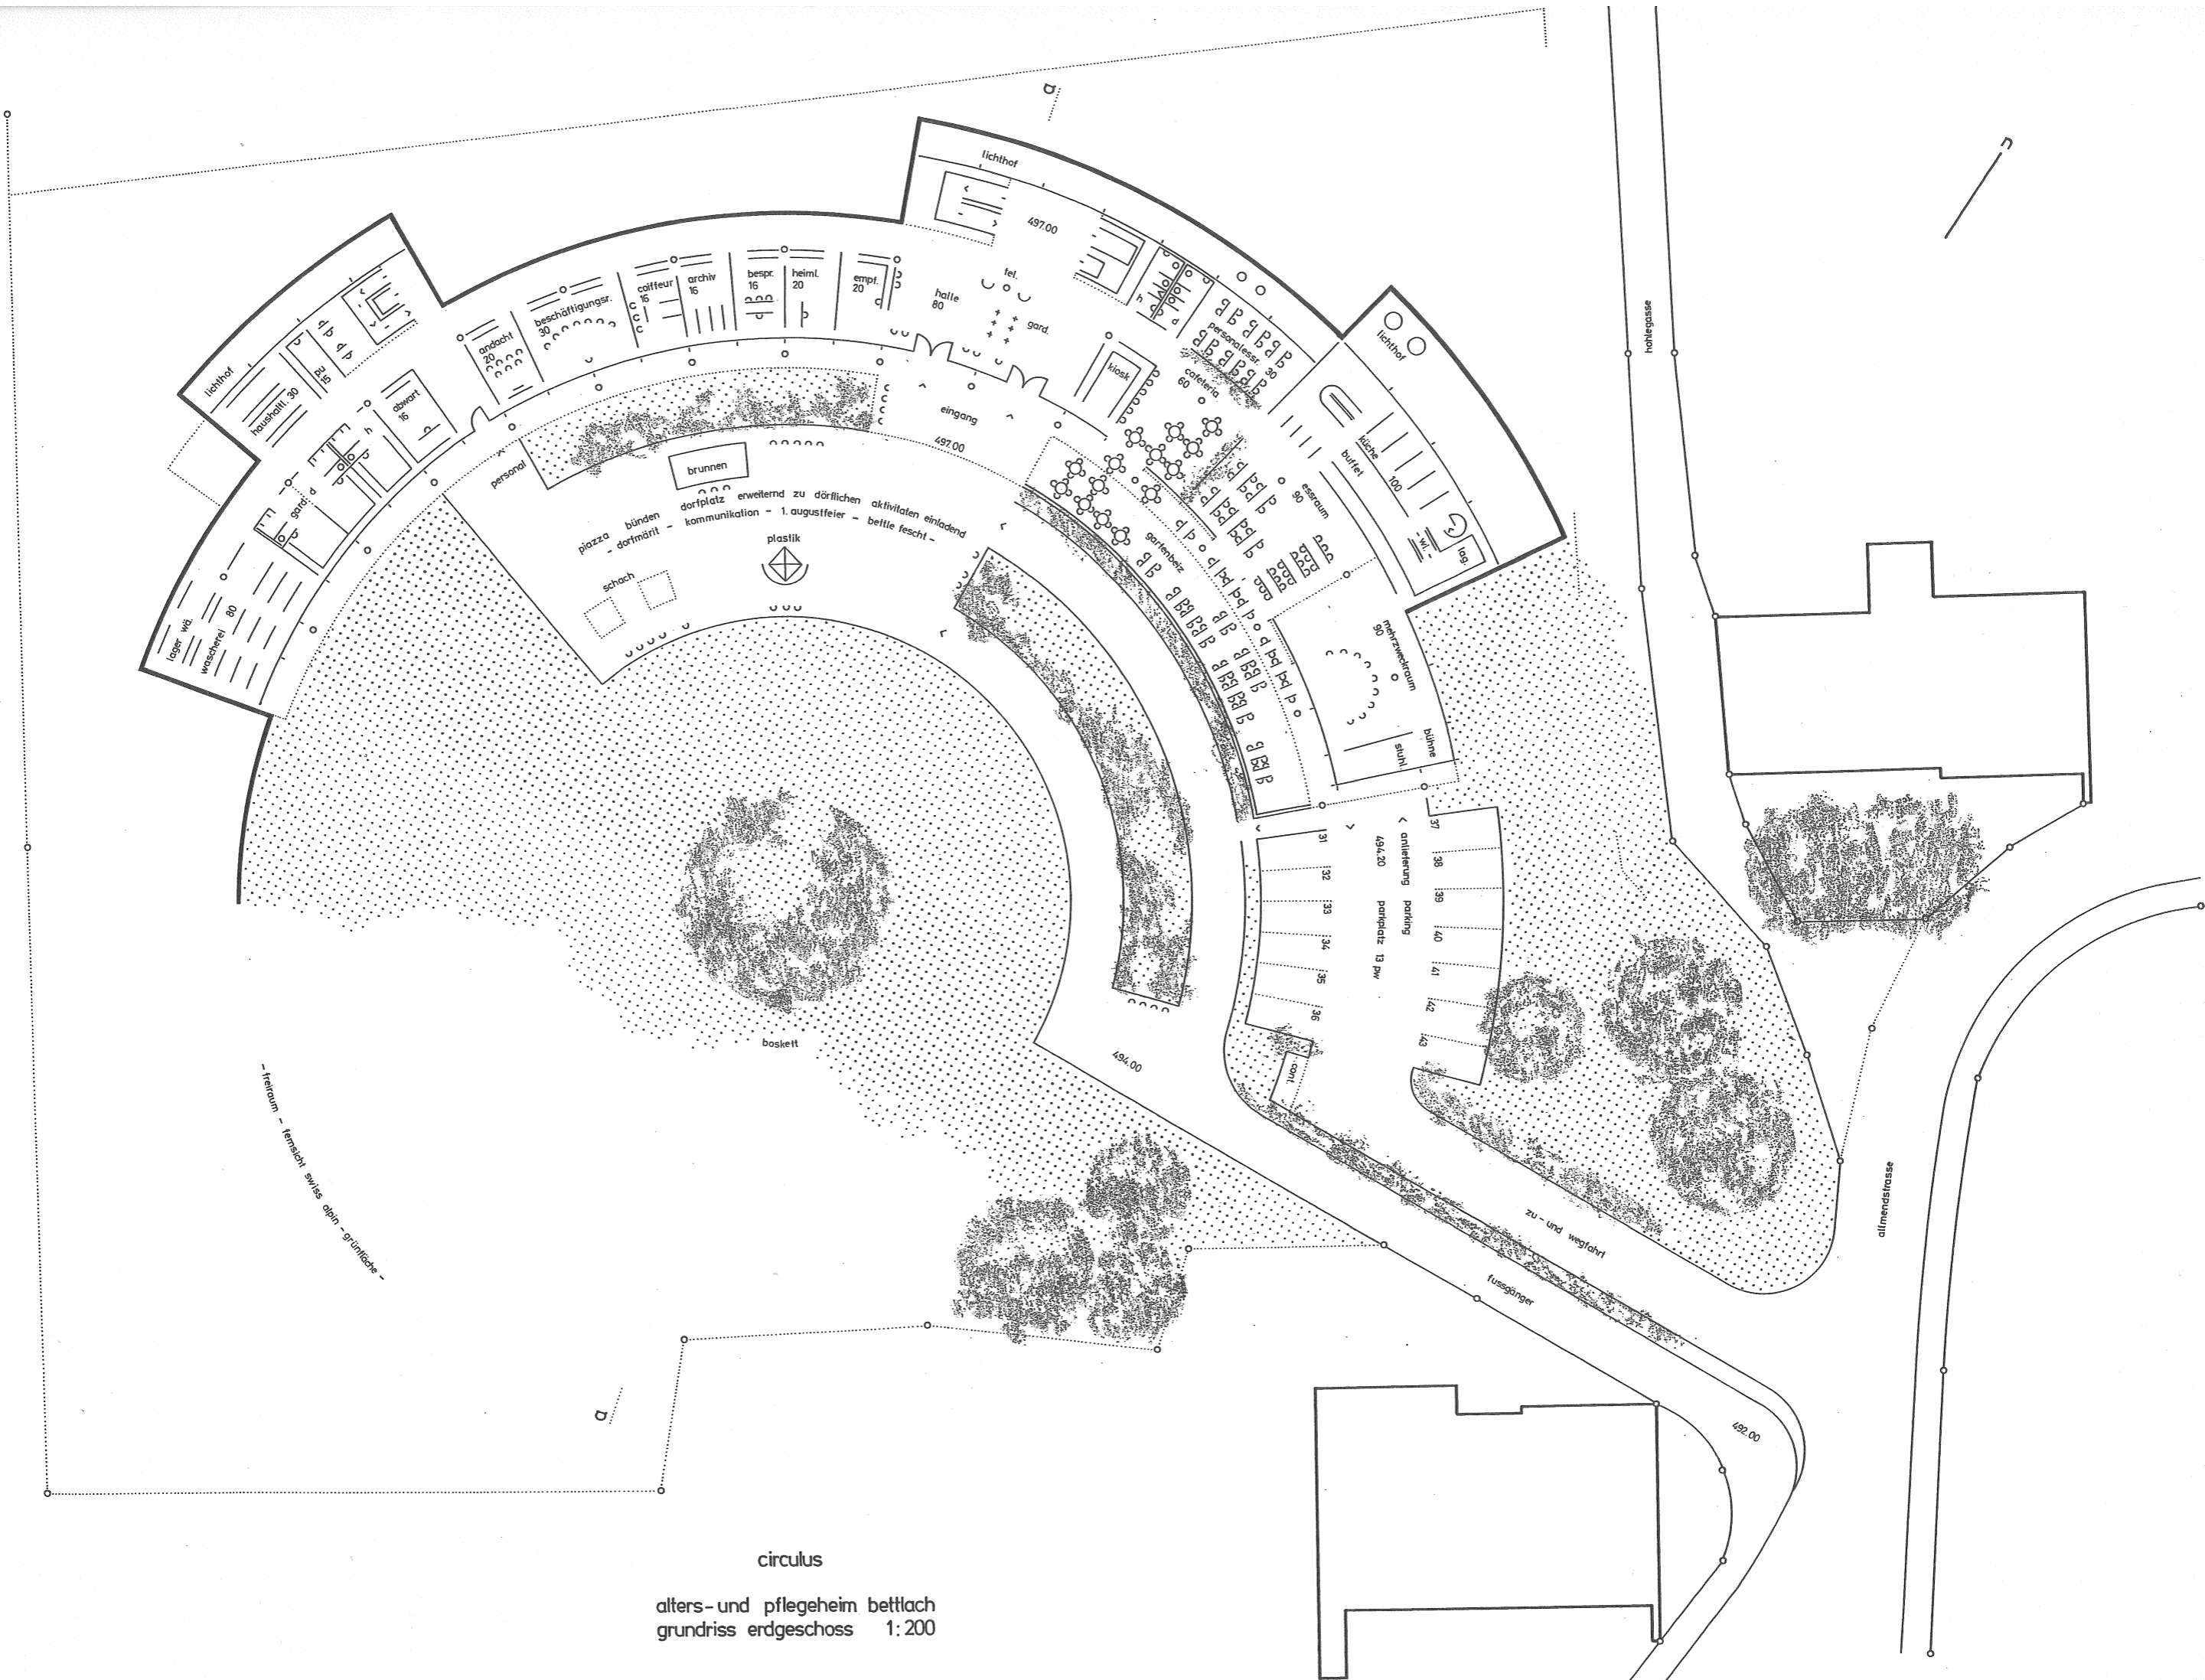 a
n
lichthof
497.00
lichthof
haushaltl. 30
pu
abwart
16
h
gard. d
lager wä.
wascherei 80
andacht
20
beschäftigungsr.
30
coiffeur
16
archiv
16
bespr.
16
heiml.
20
empf.
20
halle
80
tel.
gard.
h
d
kiosk
personalessr.
30
cafeteria
60
lichthof
küche
100
buffet
- wi. -
lag.
essraum
90
gartenbeiz
mehrzweckraum
90
bühne
stuhl.
eingang
497.00
personal
brunnen
piazza bünden dorfplatz erweiternd zu dörflichen aktivitaten einladend
- dorfmärit - kommunikation - 1. augustfeier - bettle fescht -
plastik
schach
hohlegasse
31
32
33
34
35
36
37
38
39
40
41
42
43
anlieferung parking
494.20 parkplatz 13 pw
cont.
boskett
494.00
- freiraum - fernsicht swiss alpin - grünfläche -
zu - und wegfahrt
fussgänger
allmendstrasse
492.00
a
circulus
alters-und pflegeheim bettlach
grundriss erdgeschoss 1:200